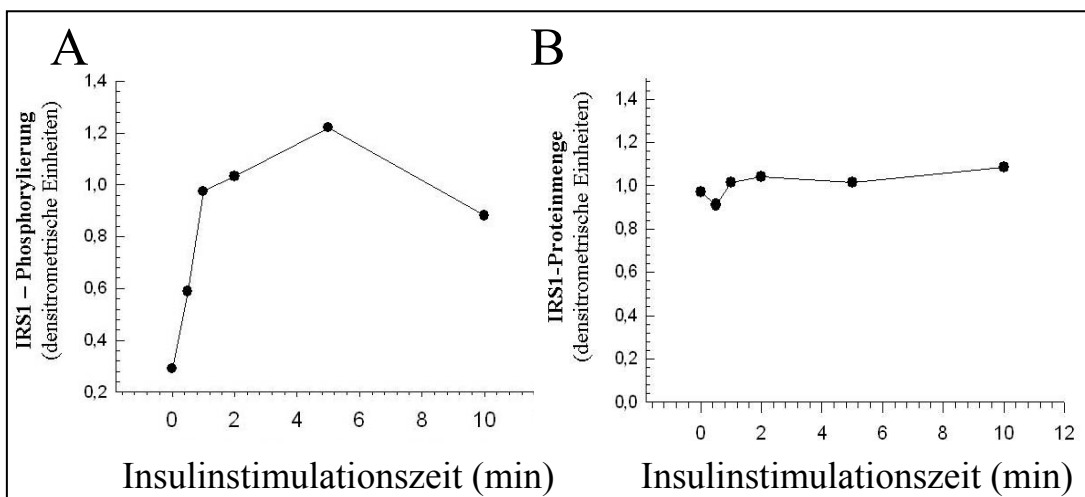 A
IRS1 – Phosphorylierung
(densitrometrische Einheiten)
1,4
1,2
1,0
0,8
0,6
0,4
0,2
0 2 4 6 8 10
Insulinstimulationszeit (min)
B
IRS1-Proteinmenge
(densitrometrische Einheiten)
1,4
1,2
1,0
0,8
0,6
0,4
0,2
0,0
0 2 4 6 8 10 12
Insulinstimulationszeit (min)